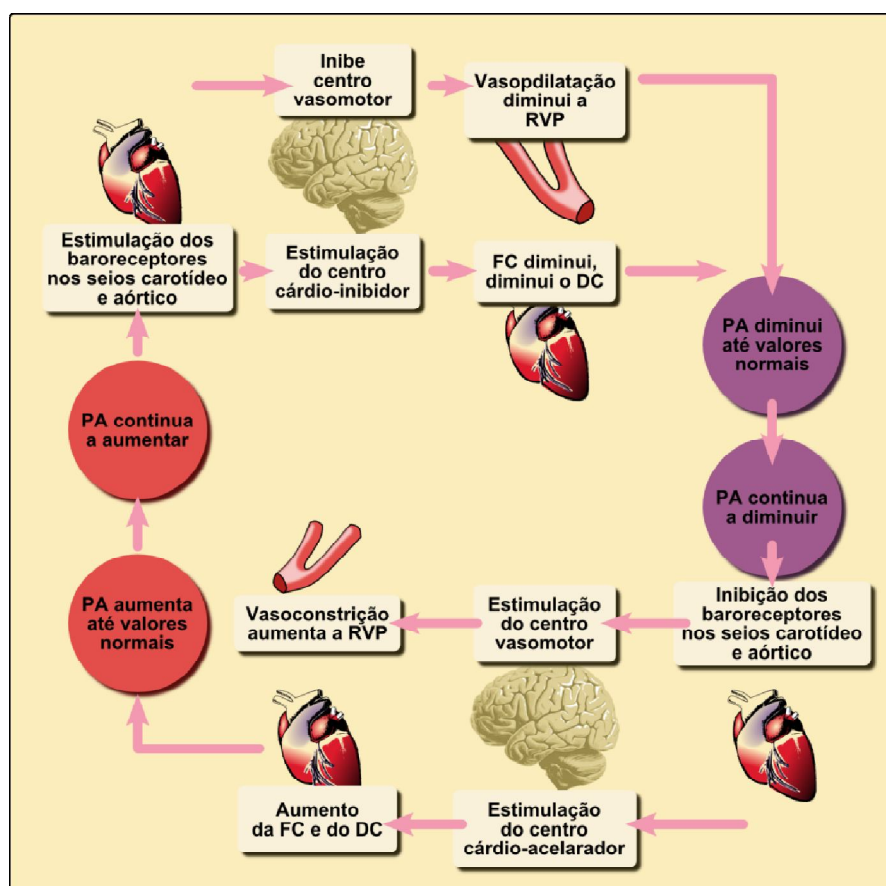 Inibe
centro
vasomotor
Vasopdilatação
diminui a
RVP
Estimulação dos
baroreceptores
nos seios carotídeo
e aórtico
Estimulação
do centro
cárdio-inibidor
FC diminui,
diminui o DC
PA diminui
até valores
normais
PA continua
a aumentar
PA continua
a diminuir
PA aumenta
até valores
normais
Vasoconstrição
aumenta a RVP
Estimulação
do centro
vasomotor
Inibição dos
baroreceptores
nos seios carotídeo
e aórtico
Aumento
da FC e do DC
Estimulação
do centro
cárdio-acelarador